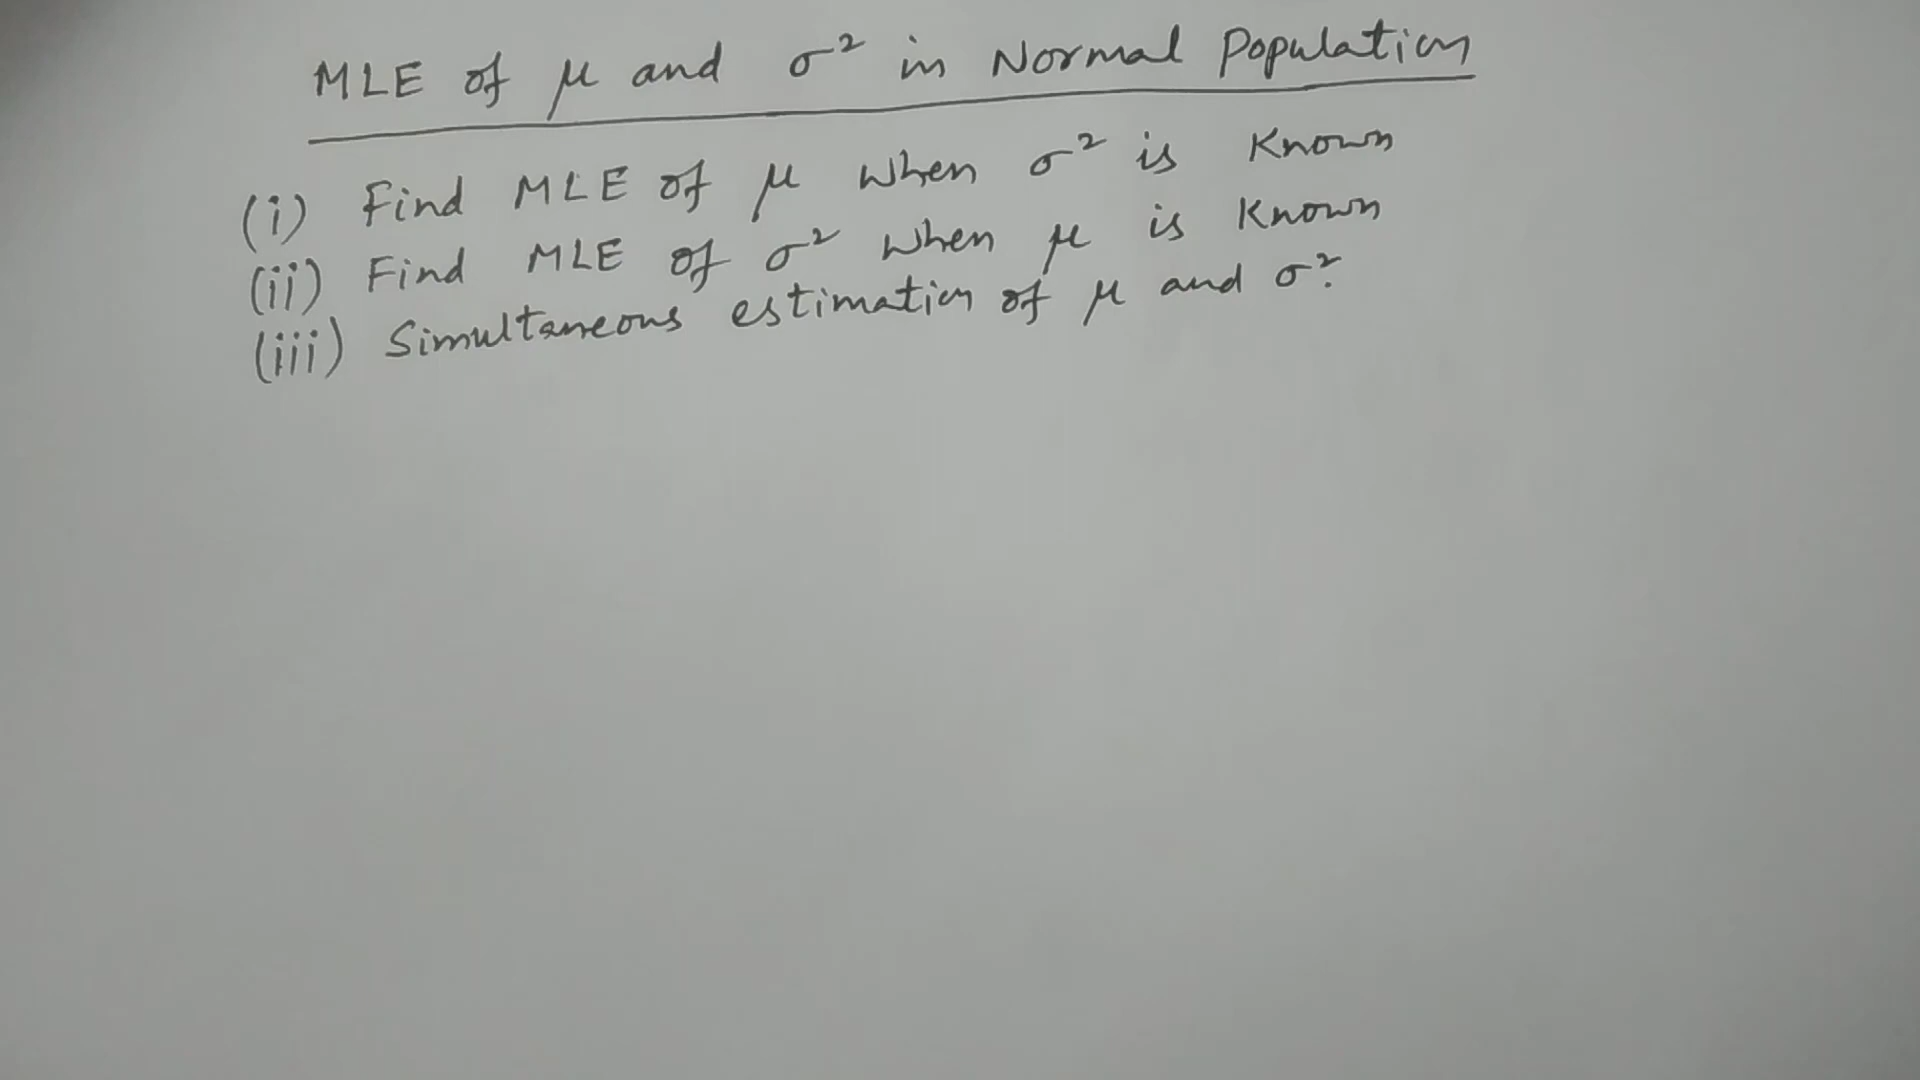 MLE of μ and σ² in Normal Population
(i) Find MLE of μ when σ² is known
(ii) Find MLE of σ² when μ is known
(iii) Simultaneous estimation of μ and σ².